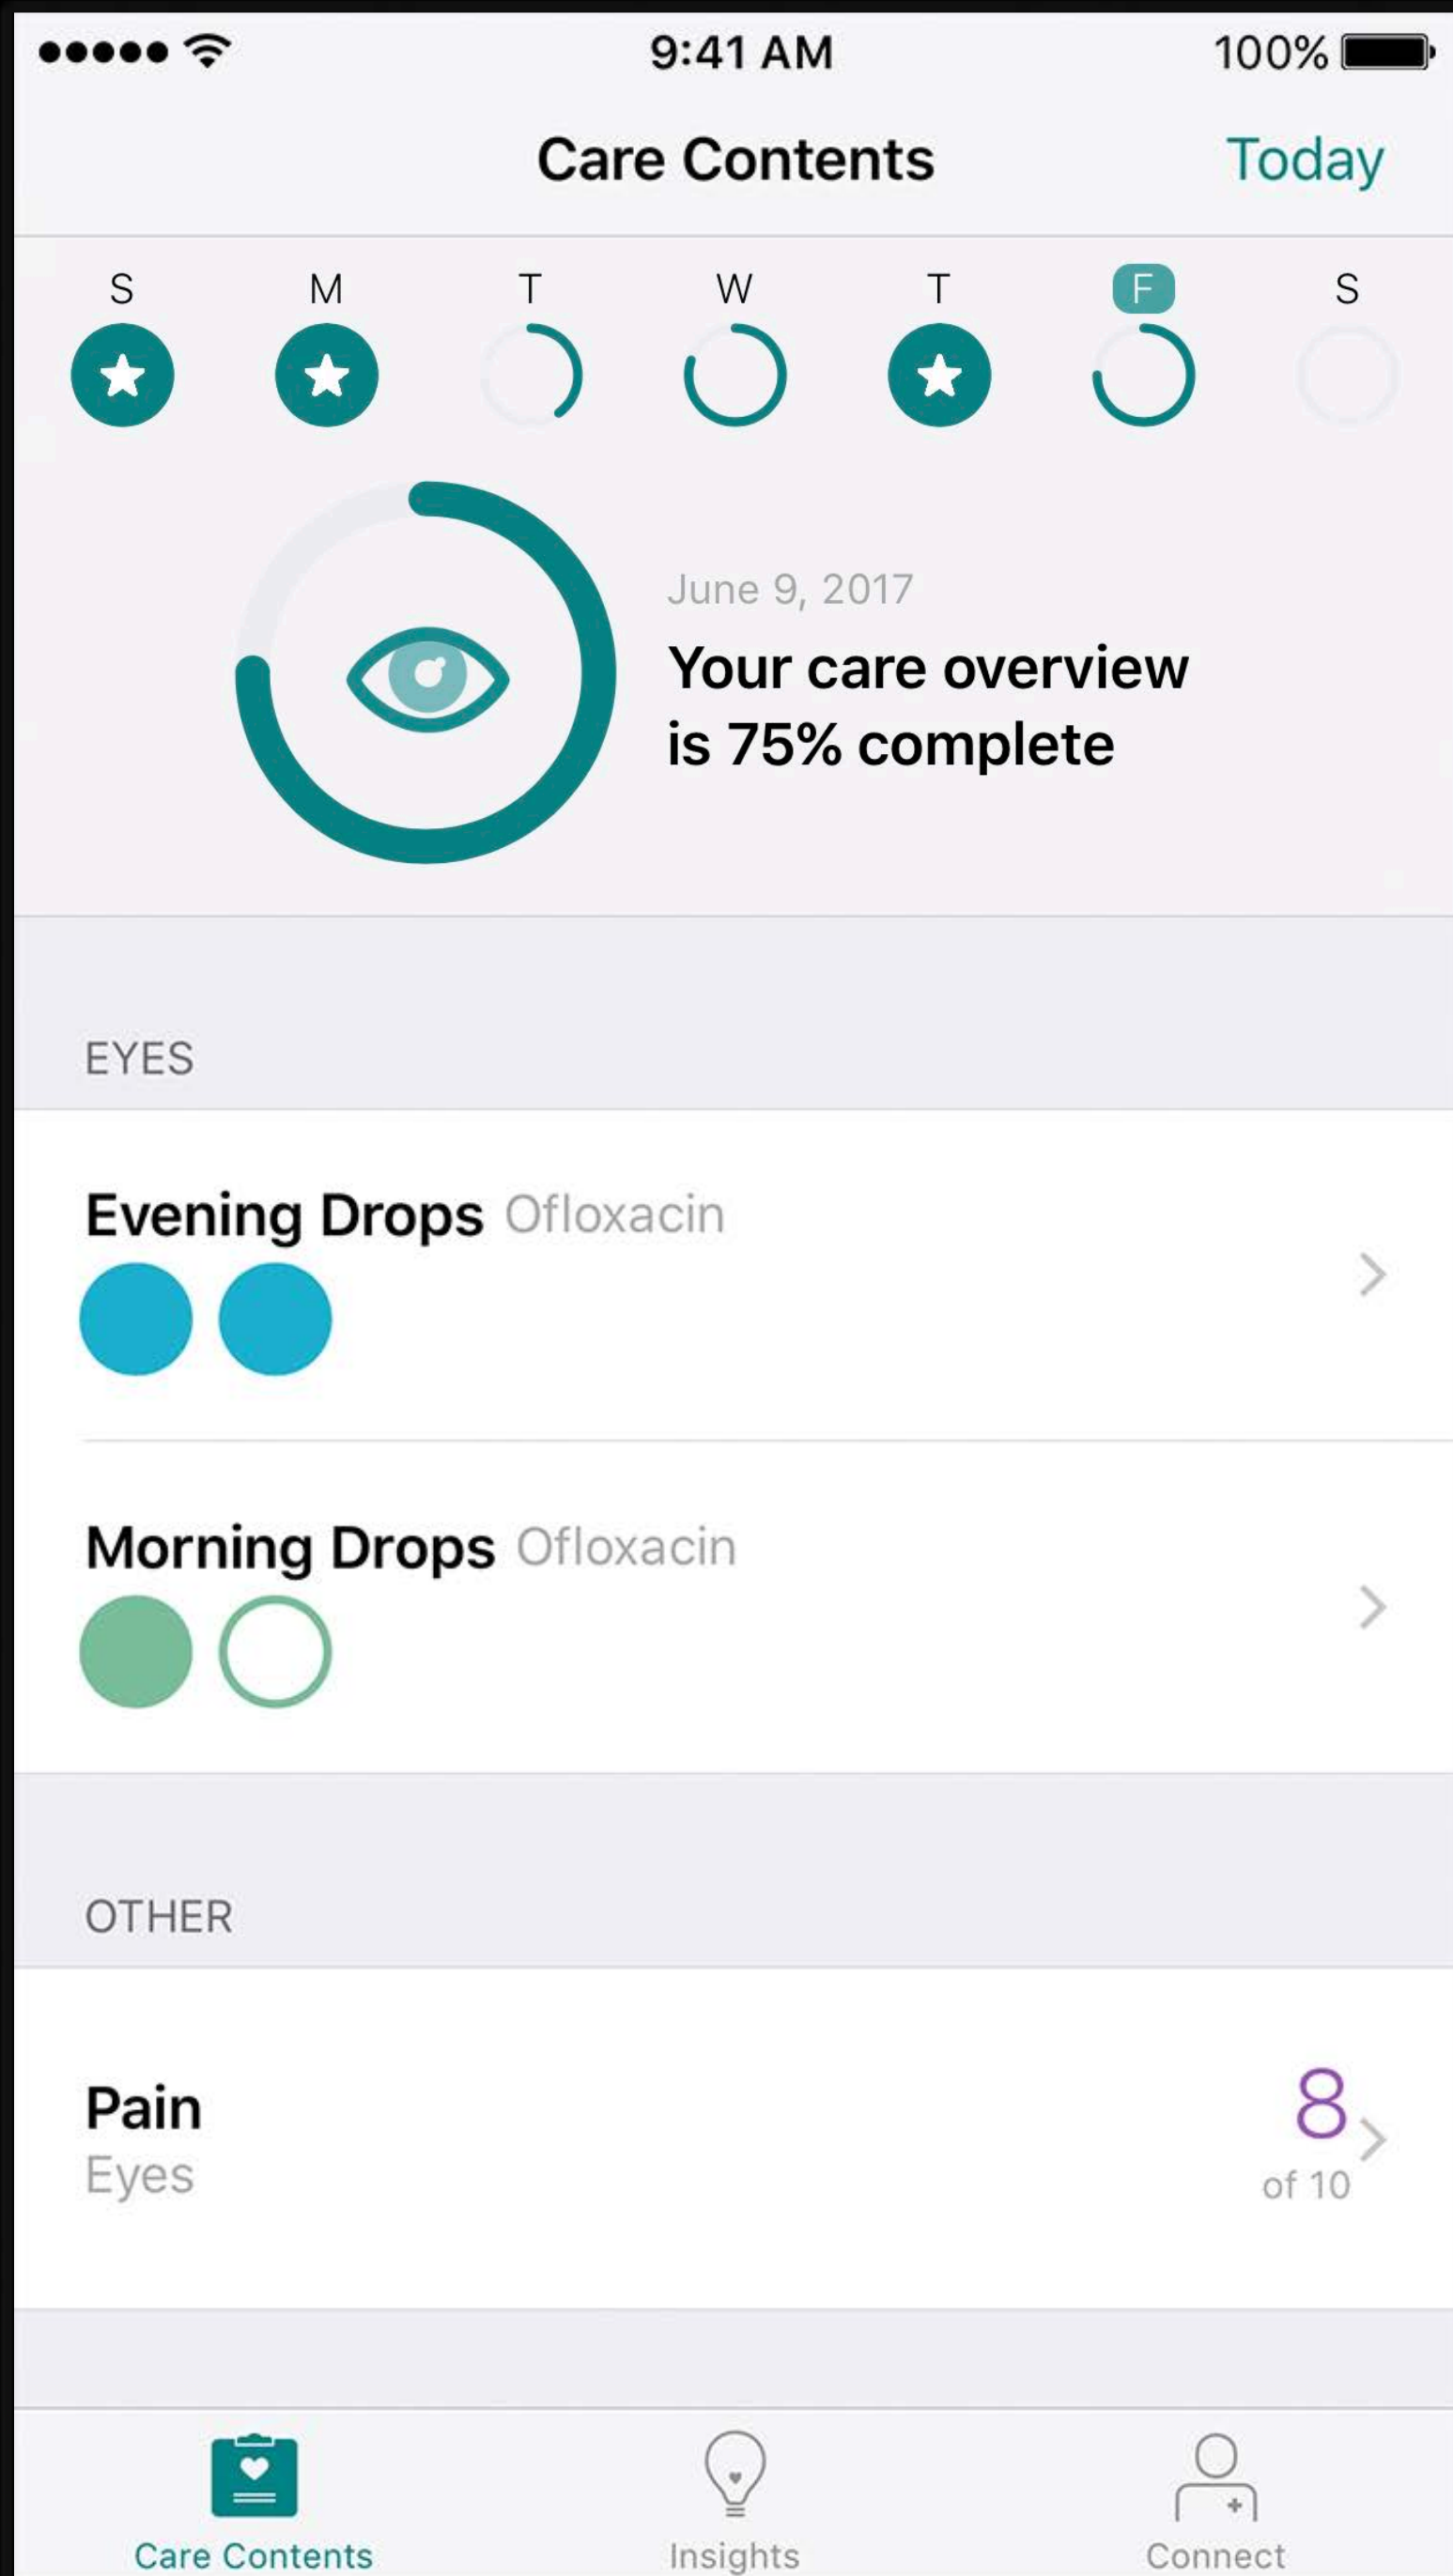 9:41 AM 100%
Care Contents Today
S M T W T F S
June 9, 2017
Your care overview
is 75% complete
EYES
Evening Drops Ofloxacin
Morning Drops Ofloxacin
OTHER
Pain 8
Eyes of 10
Care Contents Insights Connect